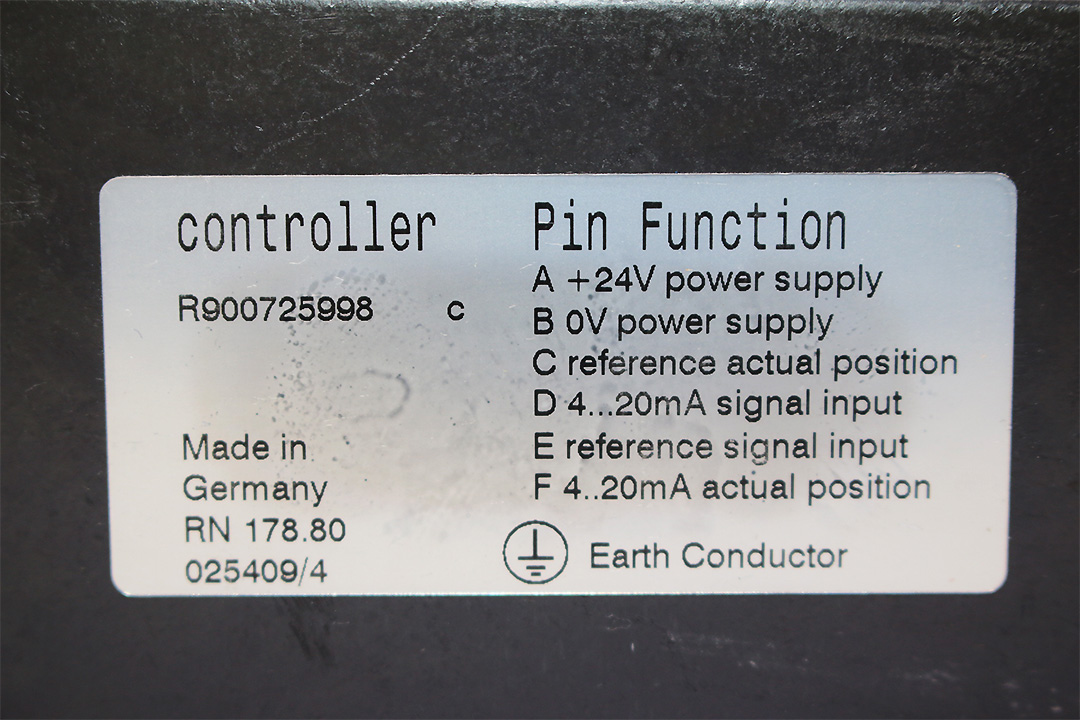 controller
R900725998 c
Made in
Germany
RN 178.80
025409/4
Pin Function
A +24V power supply
B 0V power supply
C reference actual position
D 4...20mA signal input
E reference signal input
F 4..20mA actual position
Earth Conductor